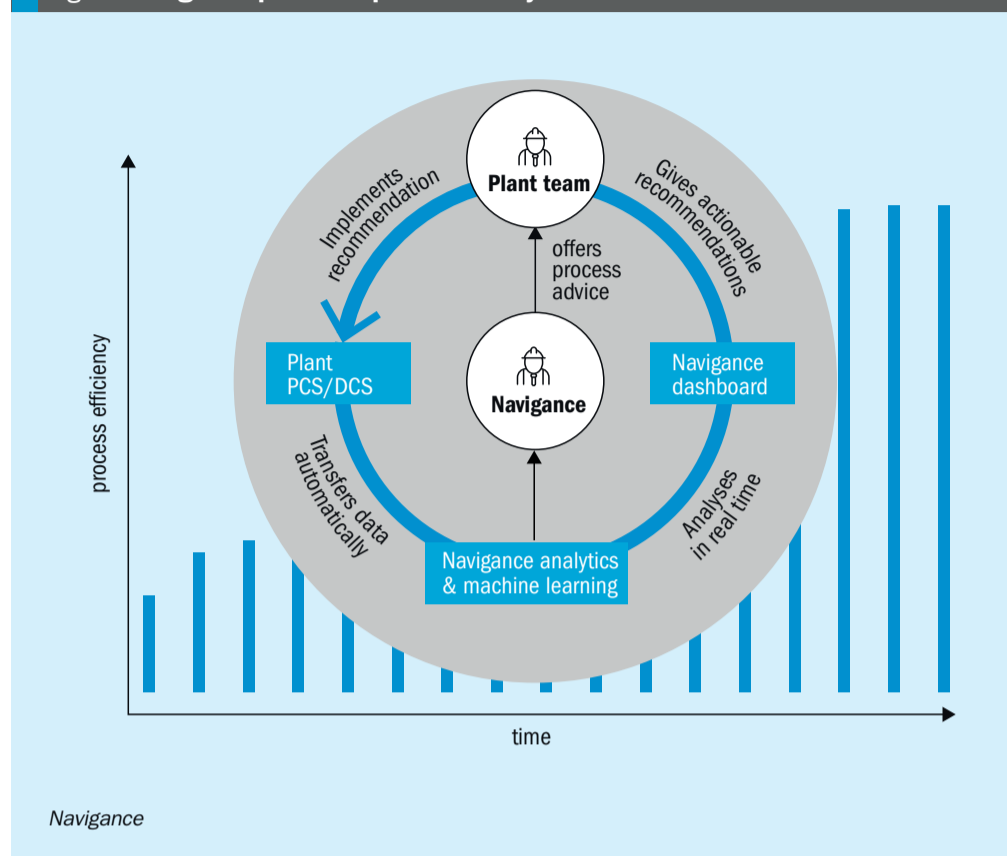 Plant team
Implements
recommendation
Gives actionable
recommendations
offers
process
advice
Plant
PCS/DCS
Navigance
dashboard
Navigance
process efficiency
Transfers data
automatically
Analyses
in real time
Navigance analytics
& machine learning
time
Navigance